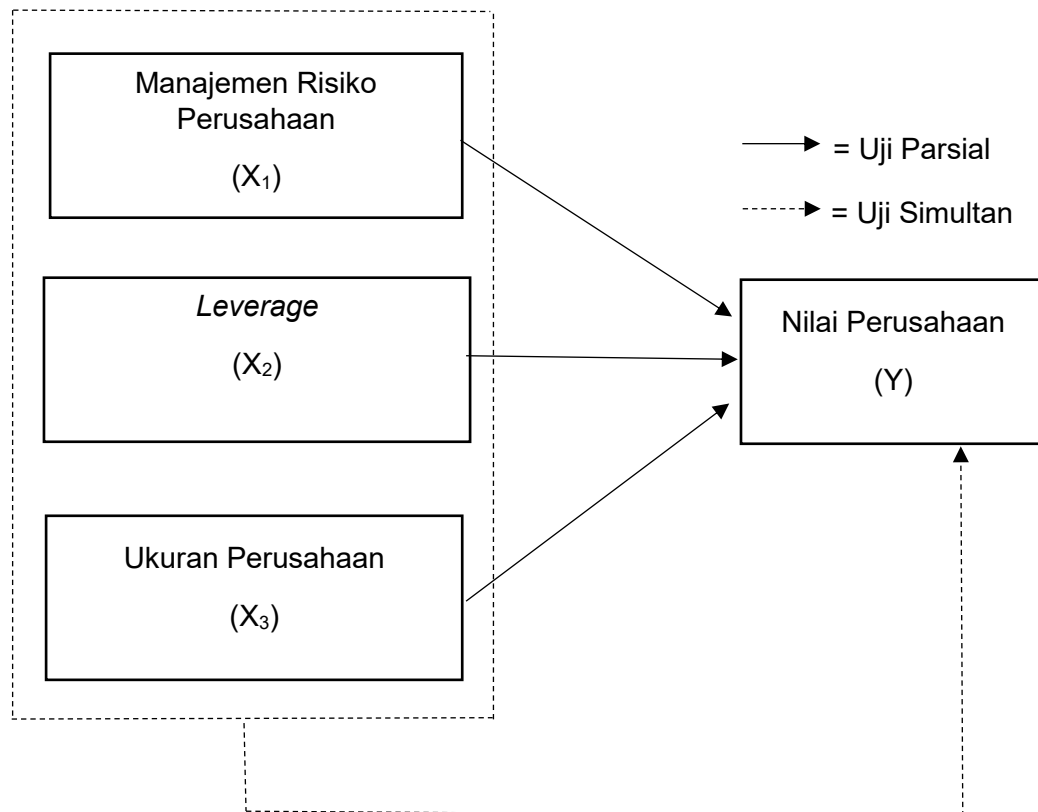 Manajemen Risiko
Perusahaan
(X₁)
= Uji Parsial
= Uji Simultan
Leverage
(X₂)
Nilai Perusahaan
(Y)
Ukuran Perusahaan
(X₃)